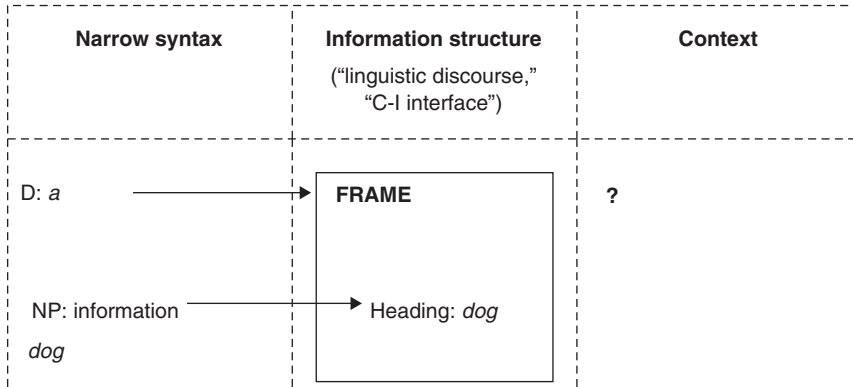 Narrow syntax
Information structure
(“linguistic discourse,”
“C-I interface”)
Context
D: a
FRAME
?
NP: information
dog
Heading: dog